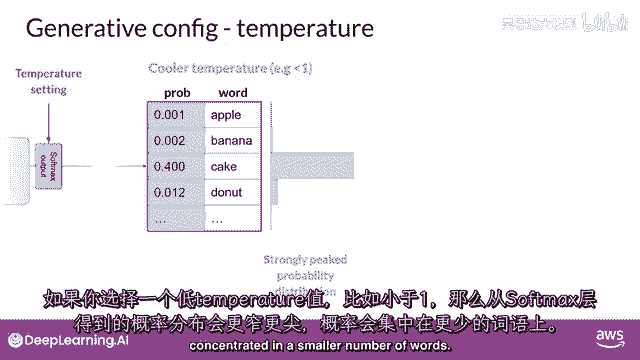 Generative config - temperature
Temperature
setting
Cooler temperature (e.g <1)
prob word
0.001 apple
0.002 banana
0.400 cake
0.012 donut
... ...
Softmax
output
Strongly peaked
probability
distribution
如果你选择一个低temperature值，比如小于1，那么从Softmax层
得到的概率分布会更窄更尖，概率会集中在更少的词语上。
concentrated in a smaller number of words.
DeepLearning.AI
aws